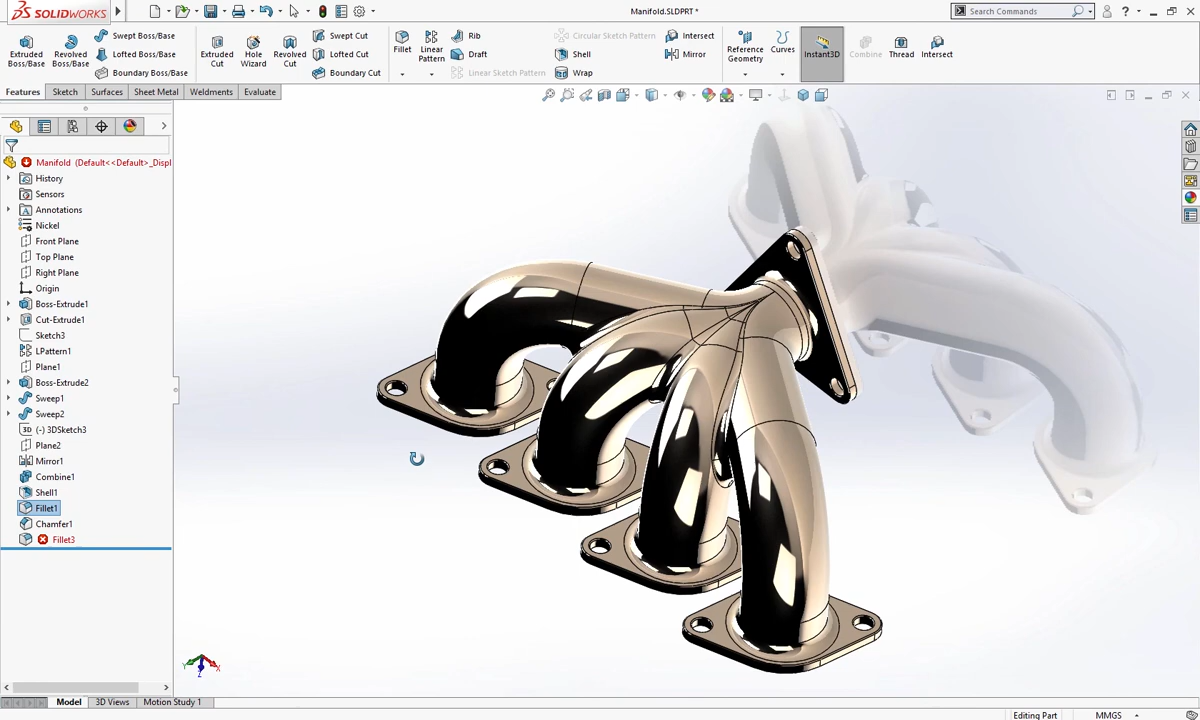 SOLIDWORKS
Manifold.SLDPRT *
Search Commands
?
Extruded Boss/Base
Revolved Boss/Base
Swept Boss/Base
Lofted Boss/Base
Boundary Boss/Base
Extruded Cut
Hole Wizard
Revolved Cut
Swept Cut
Lofted Cut
Boundary Cut
Fillet
Linear Pattern
Rib
Draft
Linear Sketch Pattern
Circular Sketch Pattern
Shell
Wrap
Intersect
Mirror
Reference Geometry
Curves
Instant3D
Combine
Thread
Intersect
Features
Sketch
Surfaces
Sheet Metal
Weldments
Evaluate
Manifold (Default<<Default>_Displ
History
Sensors
Annotations
Nickel
Front Plane
Top Plane
Right Plane
Origin
Boss-Extrude1
Cut-Extrude1
Sketch3
LPattern1
Plane1
Boss-Extrude2
Sweep1
Sweep2
3D (-) 3DSketch3
Plane2
Mirror1
Combine1
Shell1
Fillet1
Chamfer1
Fillet3
Y X
Z
Model
3D Views
Motion Study 1
Editing Part
MMGS